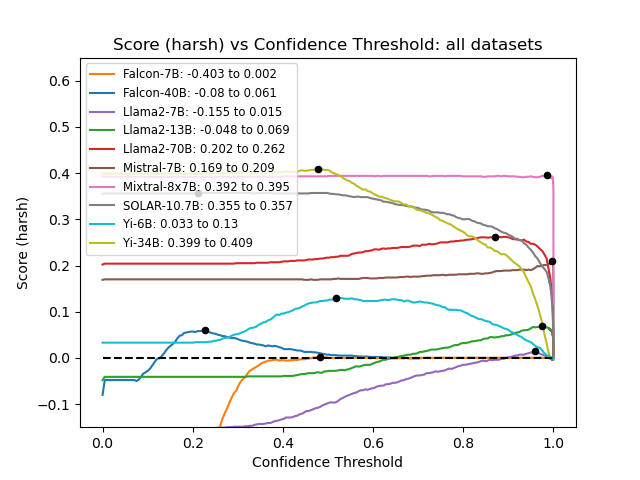 Score (harsh) vs Confidence Threshold: all datasets
Falcon-7B: -0.403 to 0.002
Falcon-40B: -0.08 to 0.061
Llama2-7B: -0.155 to 0.015
Llama2-13B: -0.048 to 0.069
Llama2-70B: 0.202 to 0.262
Mistral-7B: 0.169 to 0.209
Mixtral-8x7B: 0.392 to 0.395
SOLAR-10.7B: 0.355 to 0.357
Yi-6B: 0.033 to 0.13
Yi-34B: 0.399 to 0.409
Score (harsh)
0.6
0.5
0.4
0.3
0.2
0.1
0.0
−0.1
0.0 0.2 0.4 0.6 0.8 1.0
Confidence Threshold